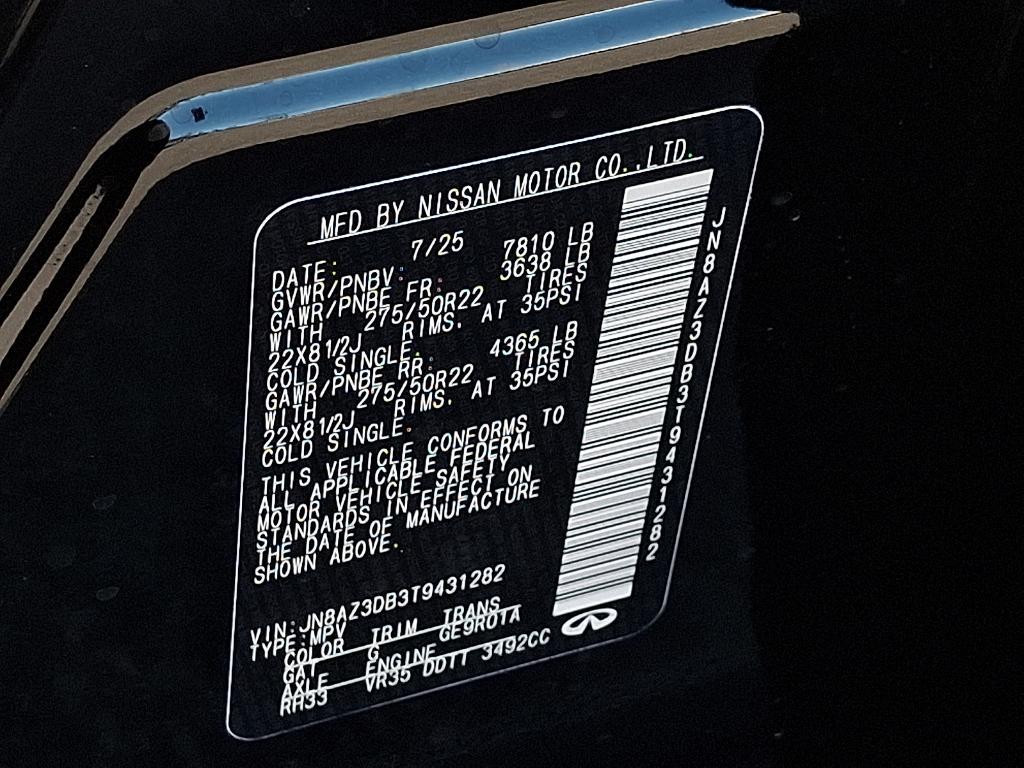 MFD BY NISSAN MOTOR CO.,LTD.
DATE: 7/25
GVWR/PNBV: 7810 LB
GAWR/PNBE FR: 3638 LB
WITH 275/50R22 TIRES
22X81/2J RIMS, AT 35PSI
COLD SINGLE.
GAWR/PNBE RR: 4365 LB
WITH 275/50R22 TIRES
22X81/2J RIMS, AT 35PSI
COLD SINGLE.
THIS VEHICLE CONFORMS TO
ALL APPLICABLE FEDERAL
MOTOR VEHICLE SAFETY
STANDARDS IN EFFECT ON
THE DATE OF MANUFACTURE
SHOWN ABOVE.
VIN:JN8AZ3DB3T9431282
TYPE:MPV
COLOR TRIM TRANS
GAT G GE9R01A
AXLE ENGINE
RH33 VR35 DDTT 3492CC
JN8AZ3DB3T9431282